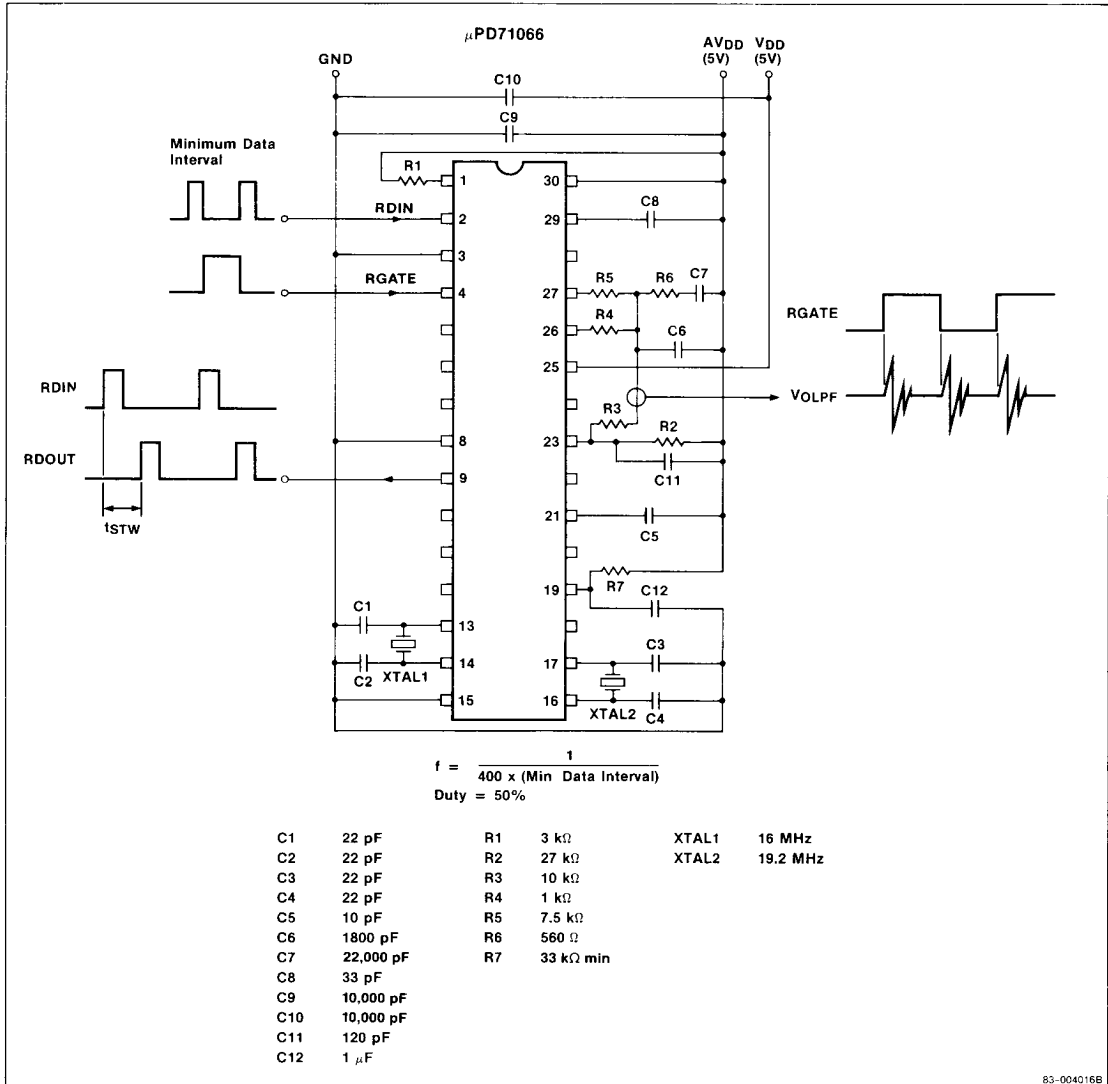 μPD71066
GND
AVDD
(5V)
VDD
(5V)
C10
C9
Minimum Data
Interval
R1
1
30
RDIN
2
29
C8
3
RGATE
4
27
R5
R6
C7
26
R4
C6
25
RGATE
VOLPF
RDIN
R3
8
23
R2
RDOUT
9
C11
tSTW
21
C5
19
R7
C12
C1
13
14
C2
XTAL1
17
C3
15
16
XTAL2
C4
f = 1 / 400 x (Min Data Interval)
Duty = 50%
C1 22 pF R1 3 kΩ XTAL1 16 MHz
C2 22 pF R2 27 kΩ XTAL2 19.2 MHz
C3 22 pF R3 10 kΩ
C4 22 pF R4 1 kΩ
C5 10 pF R5 7.5 kΩ
C6 1800 pF R6 560 Ω
C7 22,000 pF R7 33 kΩ min
C8 33 pF
C9 10,000 pF
C10 10,000 pF
C11 120 pF
C12 1 μF
83-004016B